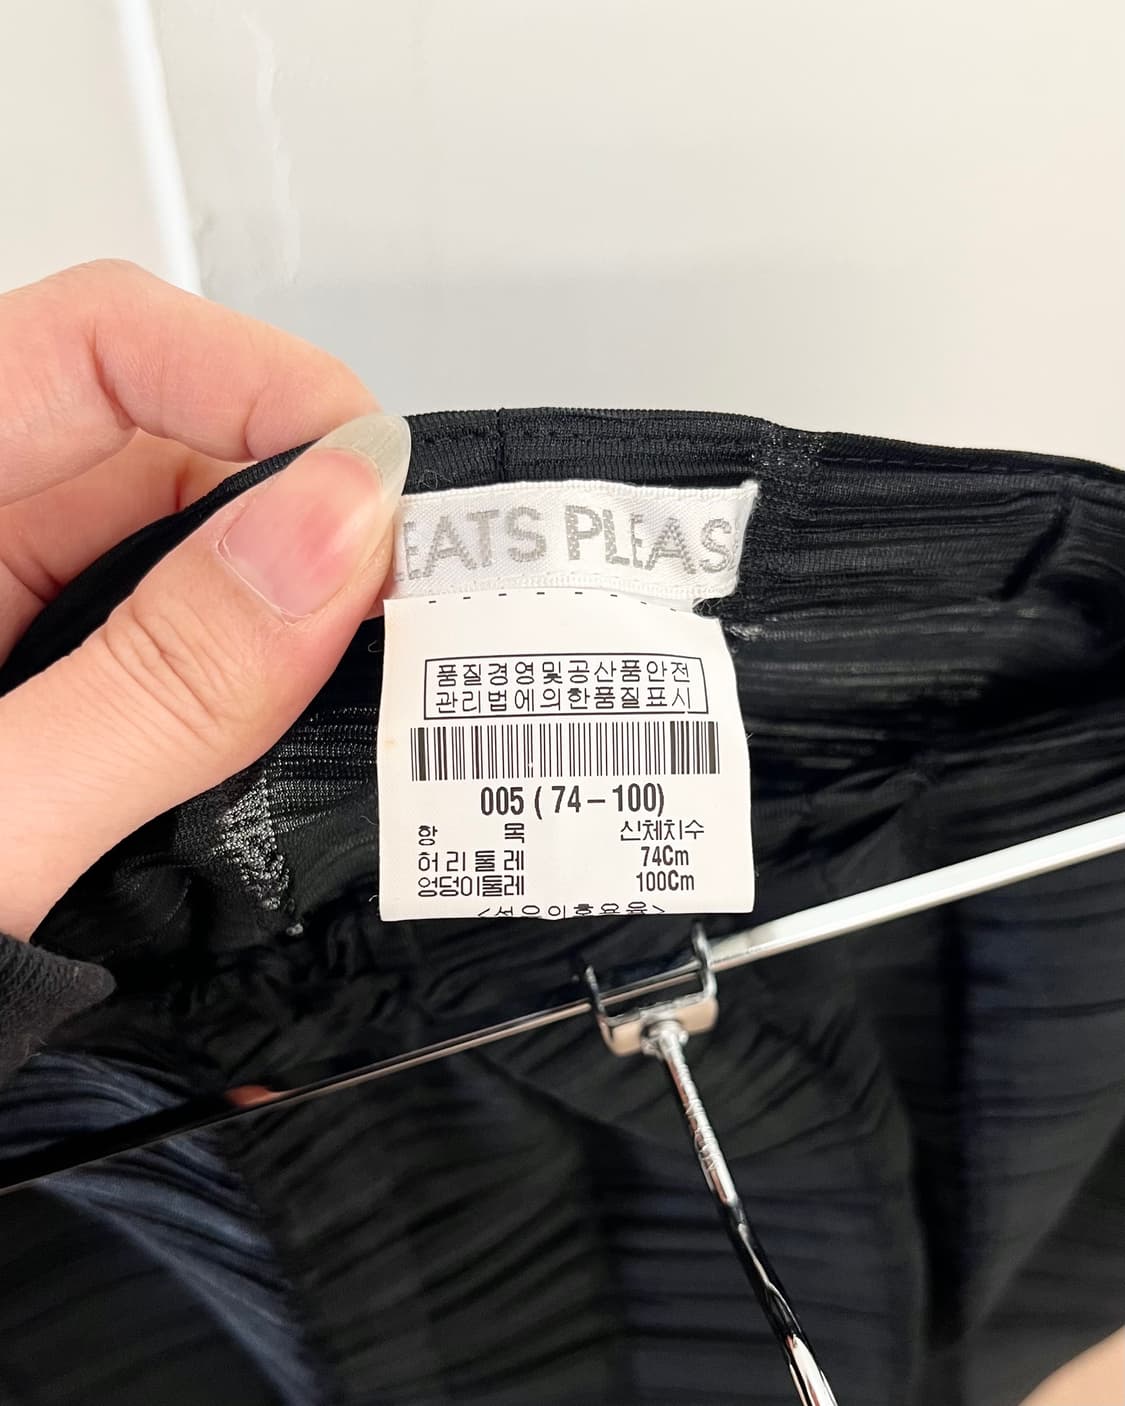 LEATS PLEAS
품질경영및공산품안전
관리법에의한품질표시
005 ( 74 – 100)
항 목 신체치수
허리둘레 74Cm
엉덩이둘레 100Cm